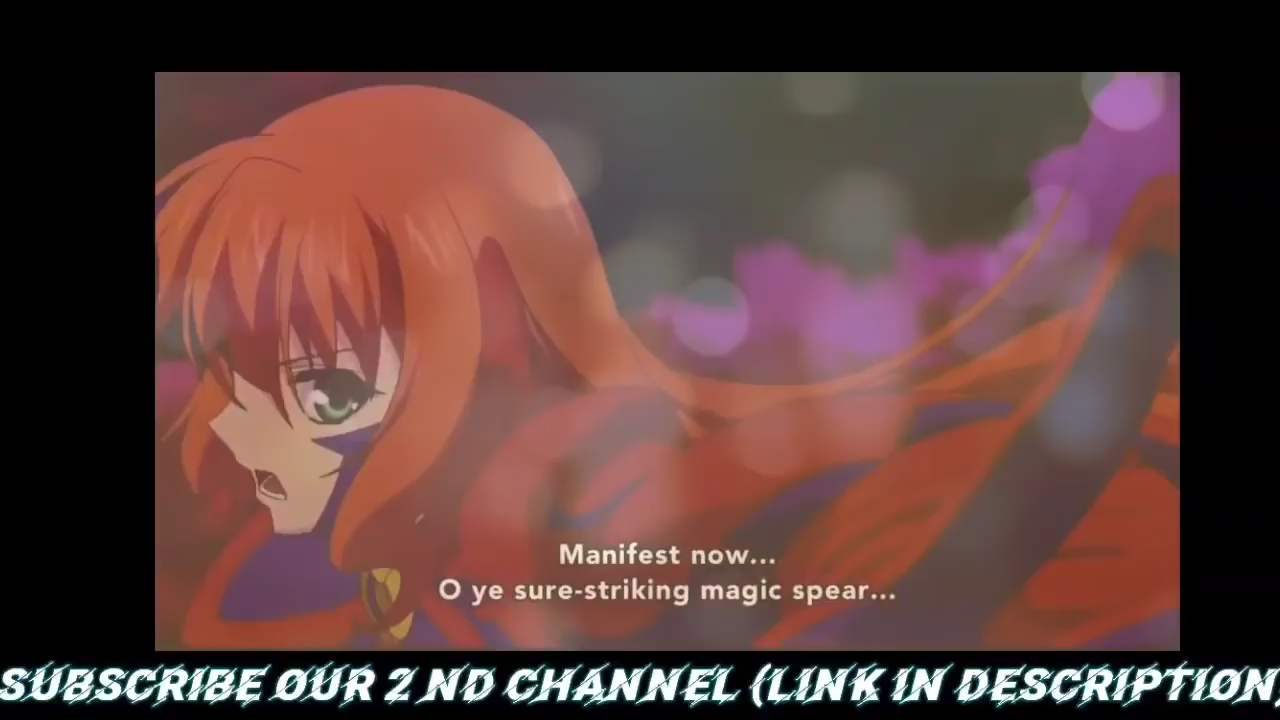 Manifest now...
O ye sure-striking magic spear...
SUBSCRIBE OUR 2 ND CHANNEL (LINK IN DESCRIPTION)